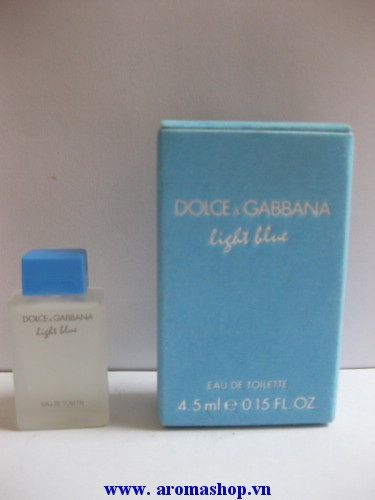 DOLCE & GABBANA
light blue
EAU DE TOILETTE
4.5 ml e 0.15 FL. OZ.
DOLCE & GABBANA
light blue
EAU DE TOILETTE
www. aromashop.vn